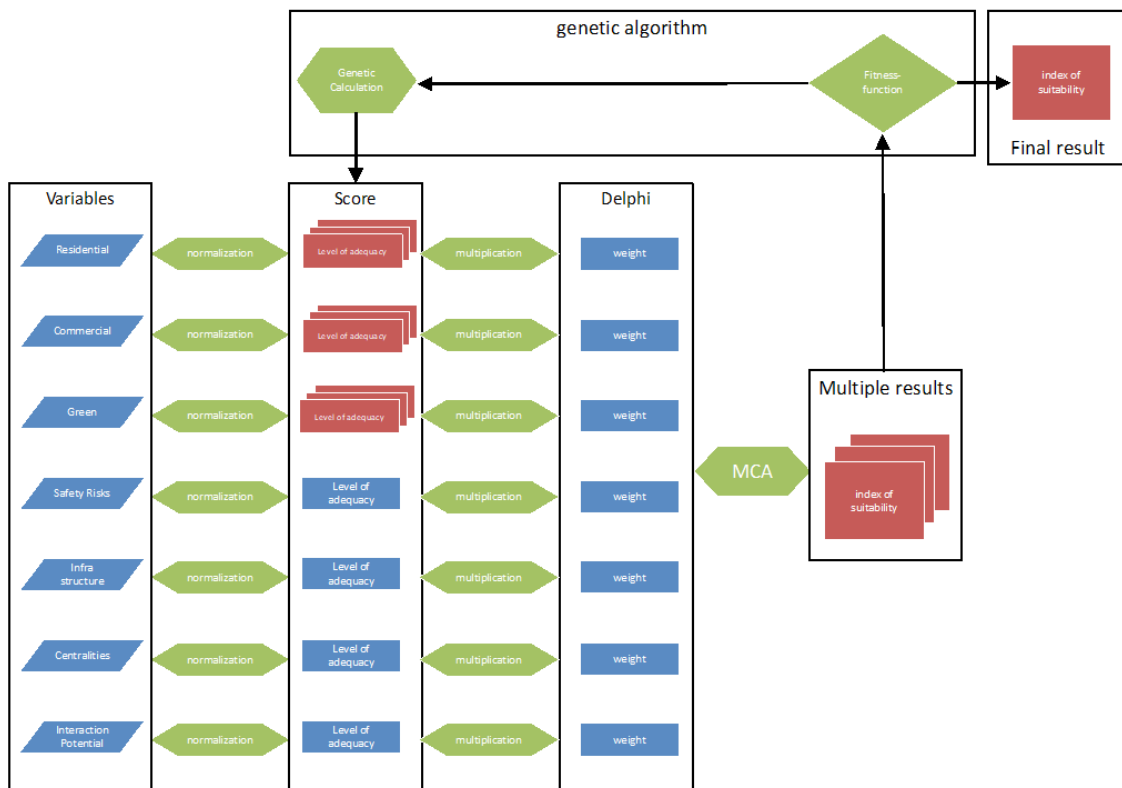 genetic algorithm
Genetic
Calculation
Fitness-
function
index of
suitability
Final result
Variables
Score
Delphi
Residential
normalization
Level of adequacy
multiplication
weight
Commercial
normalization
Level of adequacy
multiplication
weight
Green
normalization
Level of adequacy
multiplication
weight
Safety Risks
normalization
Level of
adequacy
multiplication
weight
Infra
structure
normalization
Level of
adequacy
multiplication
weight
Centralities
normalization
Level of
adequacy
multiplication
weight
Interaction
Potential
normalization
Level of
adequacy
multiplication
weight
MCA
Multiple results
index of
suitability